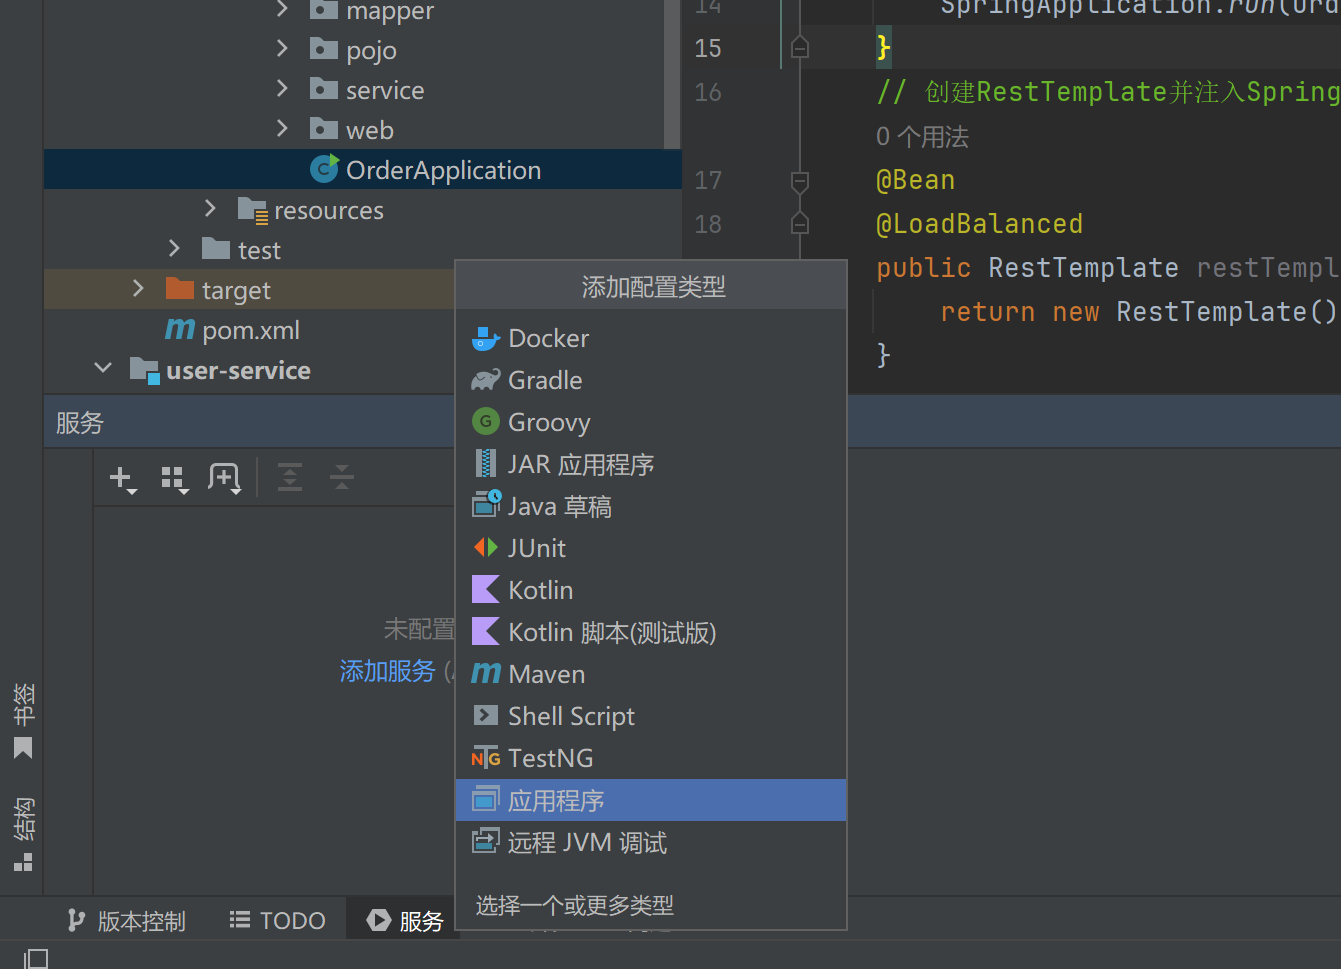 mapper
pojo
service
web
OrderApplication
resources
test
target
pom.xml
user-service
14
SpringApplication.run(Ord
15
}
16
// 创建RestTemplate并注入Spring
0 个用法
17
@Bean
18
@LoadBalanced
public RestTemplate restTempl
return new RestTemplate()
}
服务
未配置
添加服务
添加配置类型
Docker
Gradle
Groovy
JAR 应用程序
Java 草稿
JUnit
Kotlin
Kotlin 脚本(测试版)
Maven
Shell Script
TestNG
应用程序
远程 JVM 调试
选择一个或更多类型
书签
结构
版本控制
TODO
服务